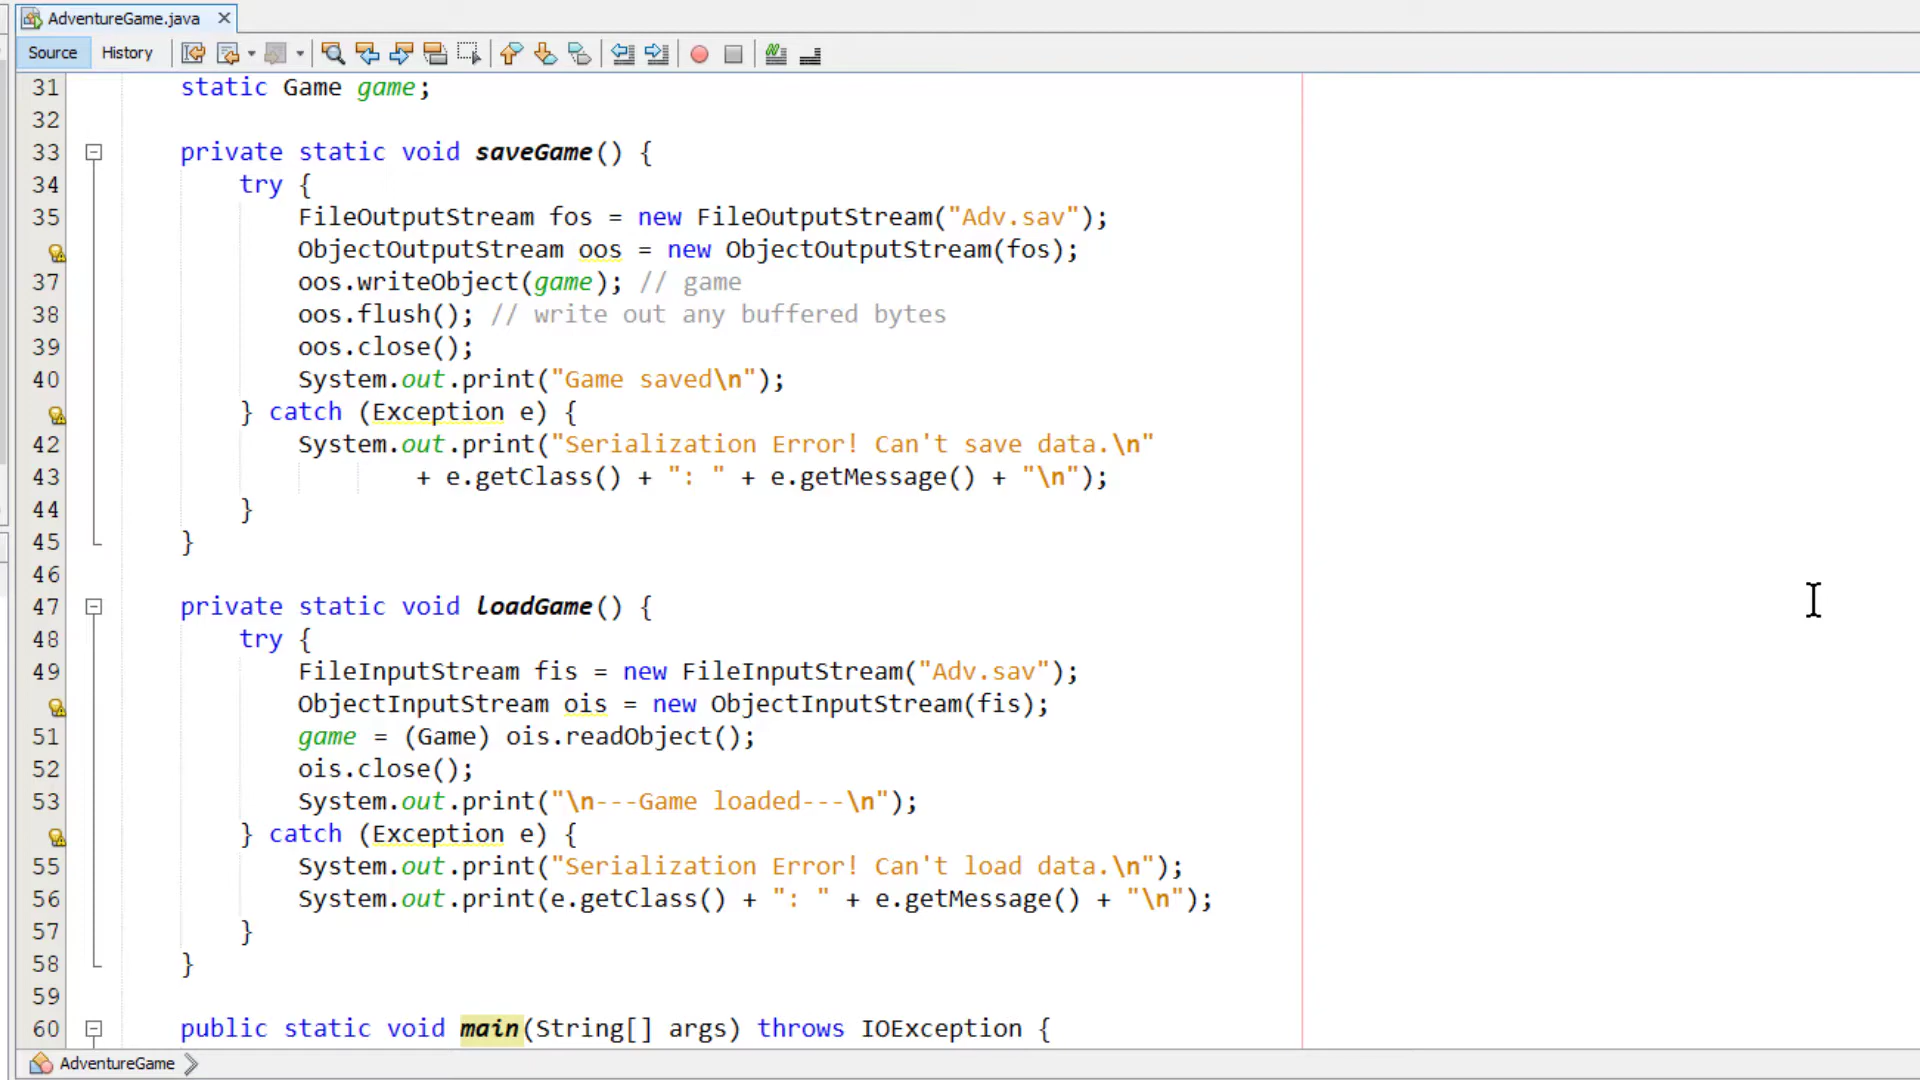 AdventureGame.java
Source History
31 static Game game;
32
33 private static void saveGame() {
34 try {
35 FileOutputStream fos = new FileOutputStream("Adv.sav");
ObjectOutputStream oos = new ObjectOutputStream(fos);
37 oos.writeObject(game); // game
38 oos.flush(); // write out any buffered bytes
39 oos.close();
40 System.out.print("Game saved\n");
} catch (Exception e) {
42 System.out.print("Serialization Error! Can't save data.\n"
43 + e.getClass() + ": " + e.getMessage() + "\n");
44 }
45 }
46
47 private static void loadGame() {
48 try {
49 FileInputStream fis = new FileInputStream("Adv.sav");
ObjectInputStream ois = new ObjectInputStream(fis);
51 game = (Game) ois.readObject();
52 ois.close();
53 System.out.print("\n---Game loaded---\n");
} catch (Exception e) {
55 System.out.print("Serialization Error! Can't load data.\n");
56 System.out.print(e.getClass() + ": " + e.getMessage() + "\n");
57 }
58 }
59
60 public static void main(String[] args) throws IOException {
AdventureGame